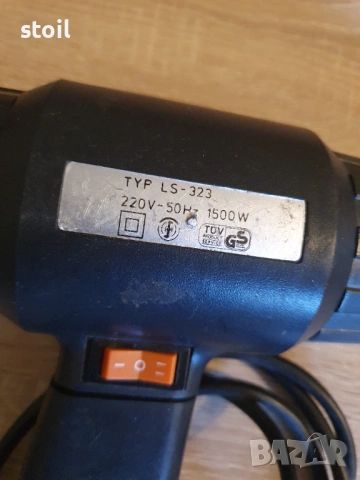 stoil
TYP LS-323
220V-50Hz 1500W
TÜV
GS
BAZAR